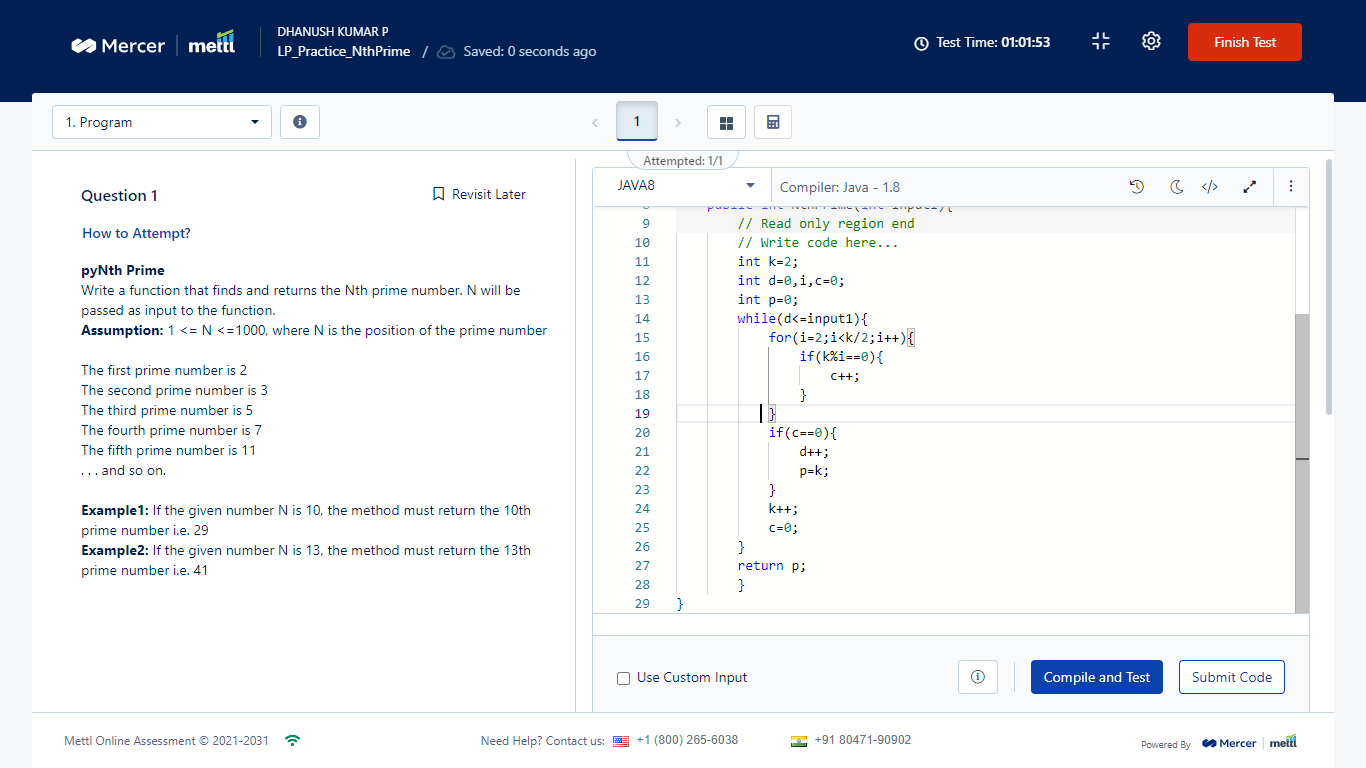 Mercer mettl
DHANUSH KUMAR P
LP_Practice_NthPrime / Saved: 0 seconds ago
Test Time: 01:01:53
Finish Test
1. Program
1
Attempted: 1/1
Question 1
Revisit Later
How to Attempt?
pyNth Prime
Write a function that finds and returns the Nth prime number. N will be
passed as input to the function.
Assumption: 1 <= N <=1000, where N is the position of the prime number
The first prime number is 2
The second prime number is 3
The third prime number is 5
The fourth prime number is 7
The fifth prime number is 11
. . . and so on.
Example1: If the given number N is 10, the method must return the 10th
prime number i.e. 29
Example2: If the given number N is 13, the method must return the 13th
prime number i.e. 41
JAVA8
Compiler: Java - 1.8
8 public int NthPrime(int input1){
9 // Read only region end
10 // Write code here...
11 int k=2;
12 int d=0,i,c=0;
13 int p=0;
14 while(d<=input1){
15 for(i=2;i<k/2;i++){
16 if(k%i==0){
17 c++;
18 }
19 }
20 if(c==0){
21 d++;
22 p=k;
23 }
24 k++;
25 c=0;
26 }
27 return p;
28 }
29 }
Use Custom Input
Compile and Test
Submit Code
Mettl Online Assessment © 2021-2031
Need Help? Contact us: +1 (800) 265-6038
+91 80471-90902
Powered By Mercer mettl